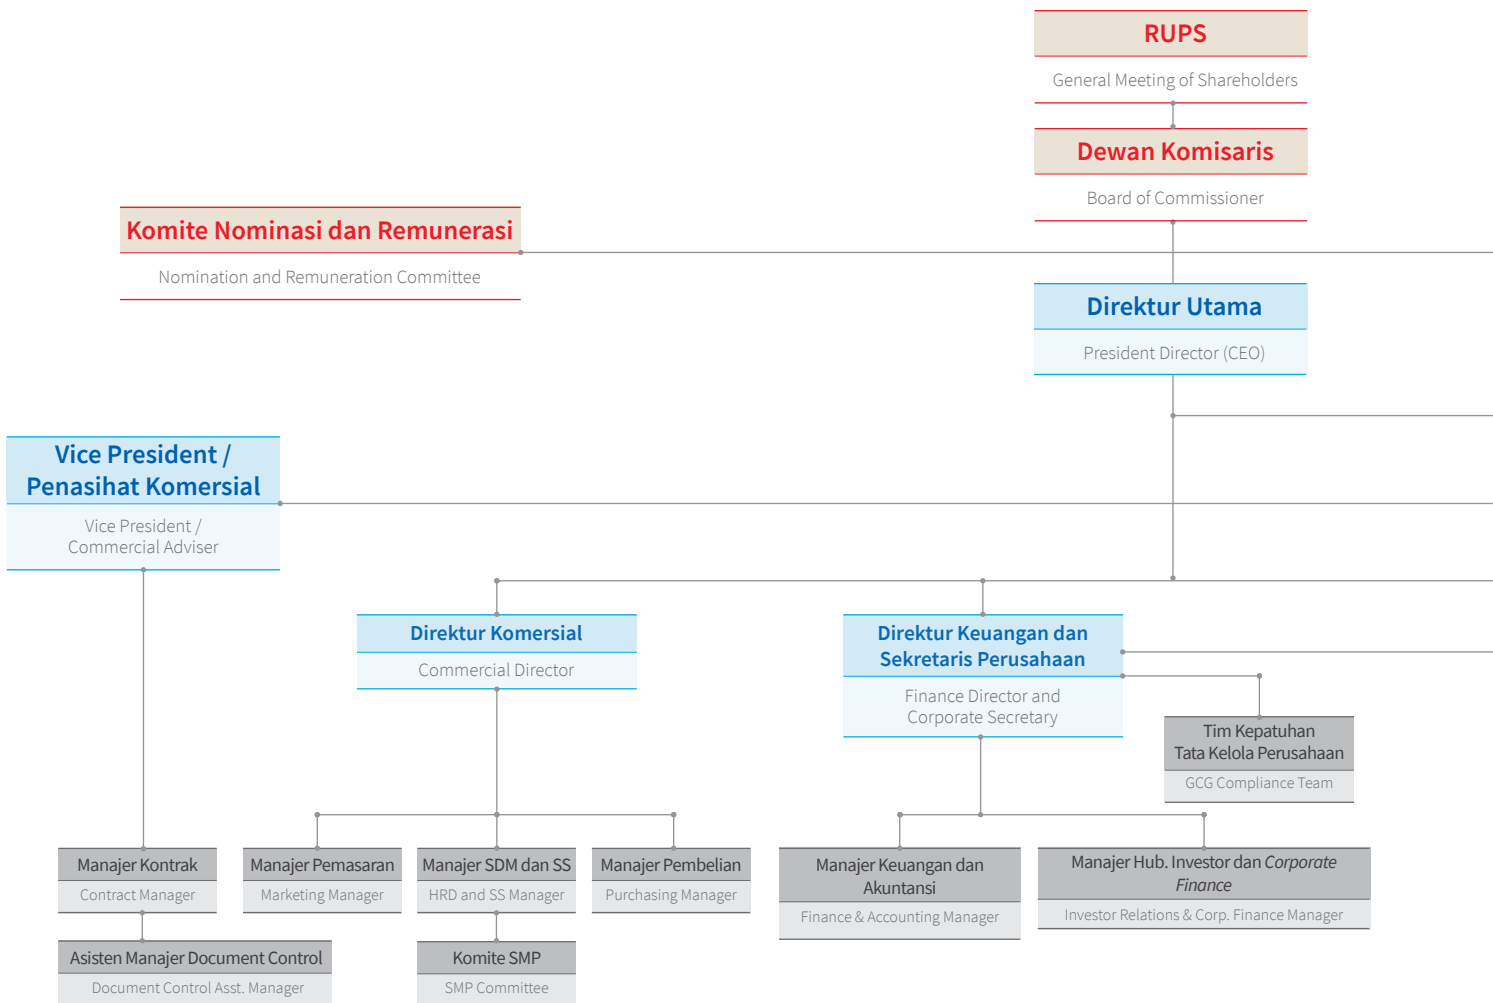 RUPS
General Meeting of Shareholders
Dewan Komisaris
Board of Commissioner
Komite Nominasi dan Remunerasi
Nomination and Remuneration Committee
Direktur Utama
President Director (CEO)
Vice President /
Penasihat Komersial
Vice President /
Commercial Adviser
Direktur Komersial
Commercial Director
Direktur Keuangan dan
Sekretaris Perusahaan
Finance Director and
Corporate Secretary
Tim Kepatuhan
Tata Kelola Perusahaan
GCG Compliance Team
Manajer Kontrak
Contract Manager
Manajer Pemasaran
Marketing Manager
Manajer SDM dan SS
HRD and SS Manager
Manajer Pembelian
Purchasing Manager
Manajer Keuangan dan
Akuntansi
Finance & Accounting Manager
Manajer Hub. Investor dan Corporate
Finance
Investor Relations & Corp. Finance Manager
Asisten Manajer Document Control
Document Control Asst. Manager
Komite SMP
SMP Committee